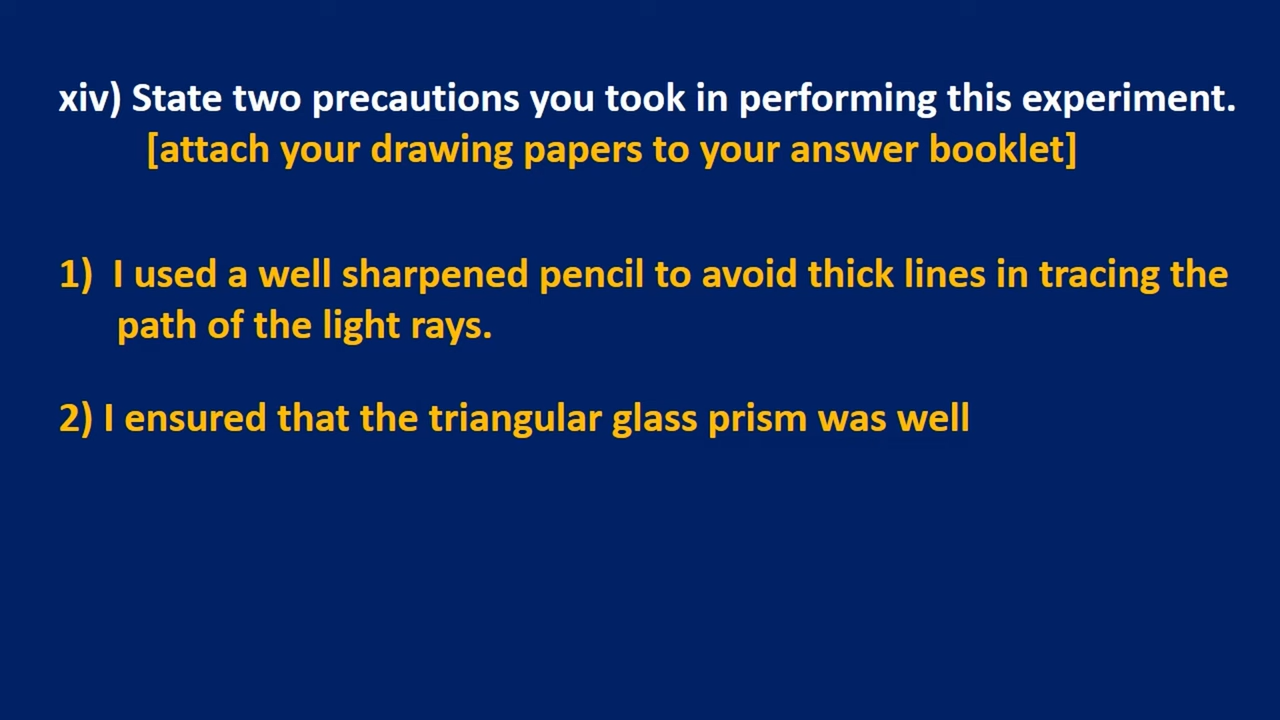 xiv) State two precautions you took in performing this experiment.
[attach your drawing papers to your answer booklet]
1) I used a well sharpened pencil to avoid thick lines in tracing the
path of the light rays.
2) I ensured that the triangular glass prism was well